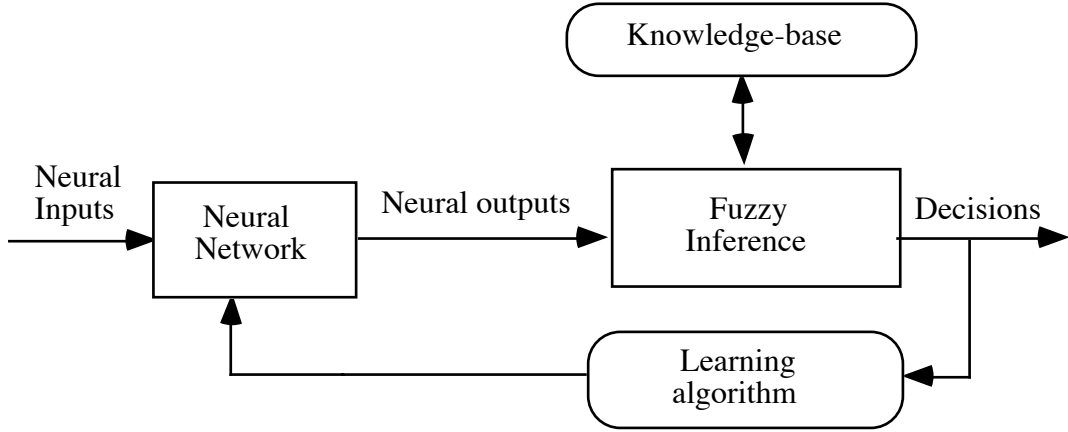 Knowledge-base
Neural
Inputs
Neural
Network
Neural outputs
Fuzzy
Inference
Decisions
Learning
algorithm